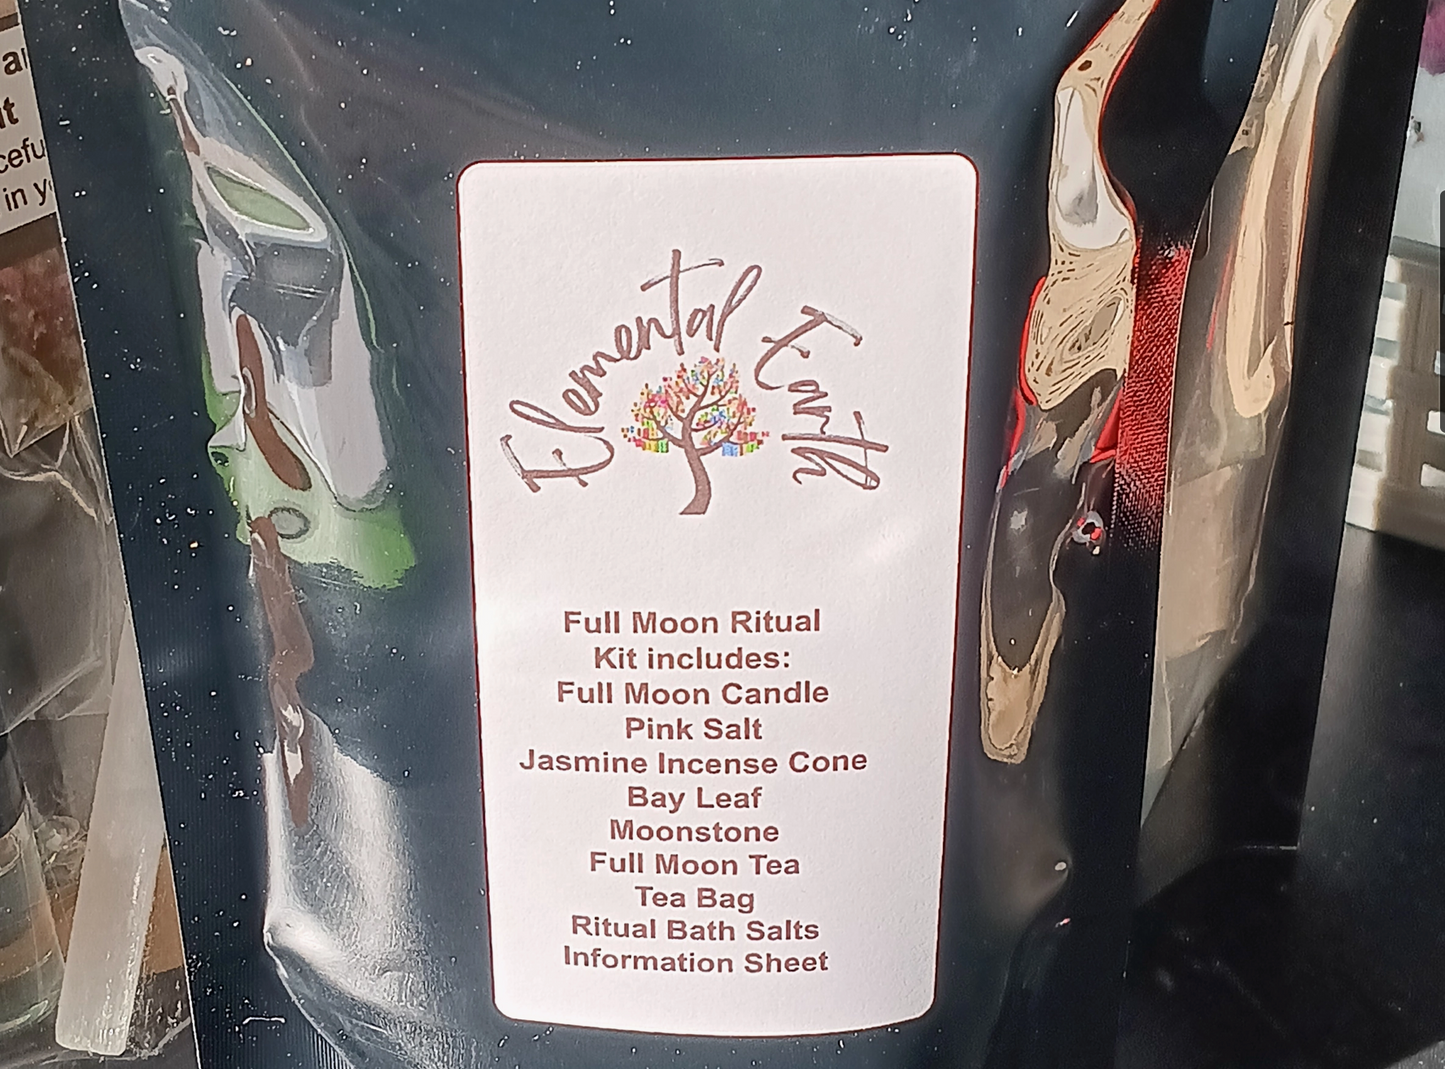 in
Elemental Earth
Full Moon Ritual
Kit includes:
Full Moon Candle
Pink Salt
Jasmine Incense Cone
Bay Leaf
Moonstone
Full Moon Tea
Tea Bag
Ritual Bath Salts
Information Sheet